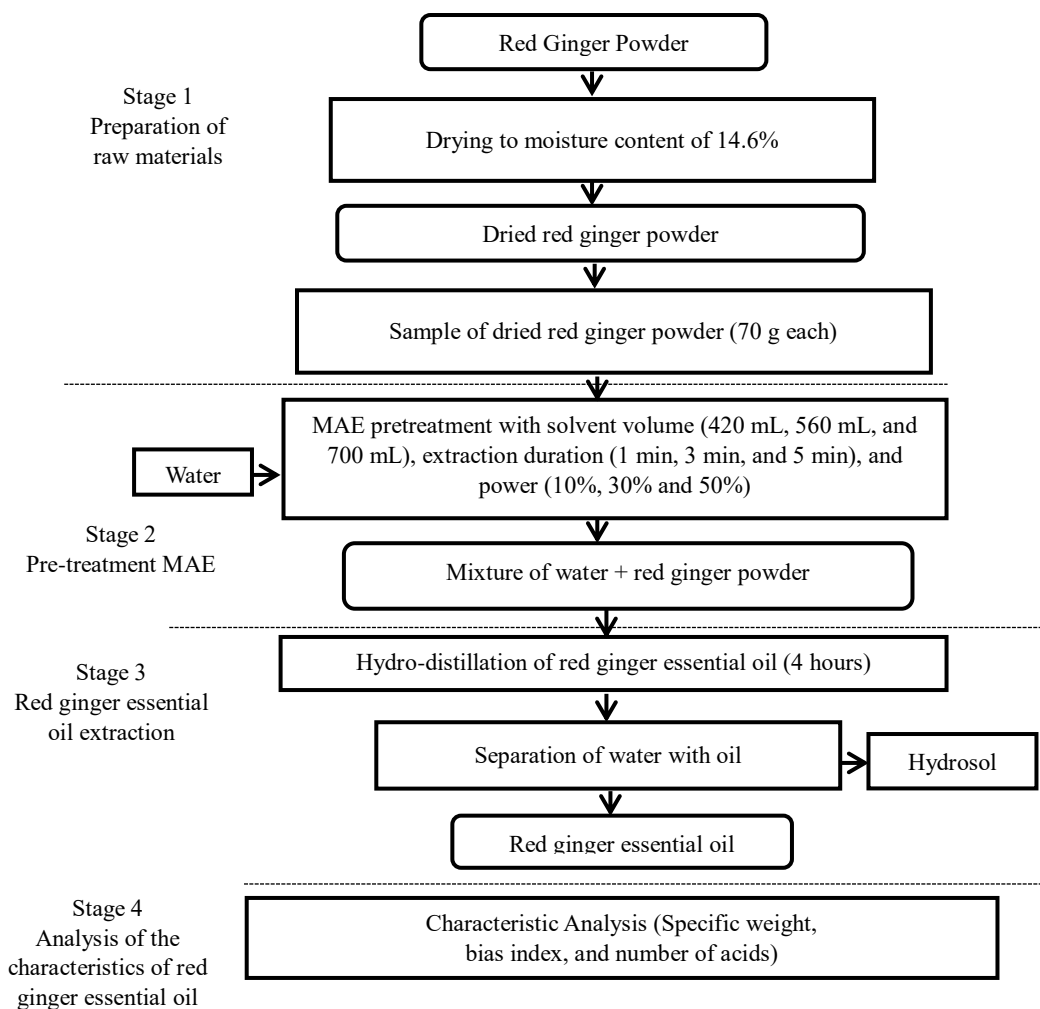 Red Ginger Powder
Stage 1
Preparation of
raw materials
Drying to moisture content of 14.6%
Dried red ginger powder
Sample of dried red ginger powder (70 g each)
MAE pretreatment with solvent volume (420 mL, 560 mL, and
700 mL), extraction duration (1 min, 3 min, and 5 min), and
power (10%, 30% and 50%)
Water
Stage 2
Pre-treatment MAE
Mixture of water + red ginger powder
Stage 3
Red ginger essential
oil extraction
Hydro-distillation of red ginger essential oil (4 hours)
Separation of water with oil
Hydrosol
Red ginger essential oil
Stage 4
Analysis of the
characteristics of red
ginger essential oil
Characteristic Analysis (Specific weight,
bias index, and number of acids)